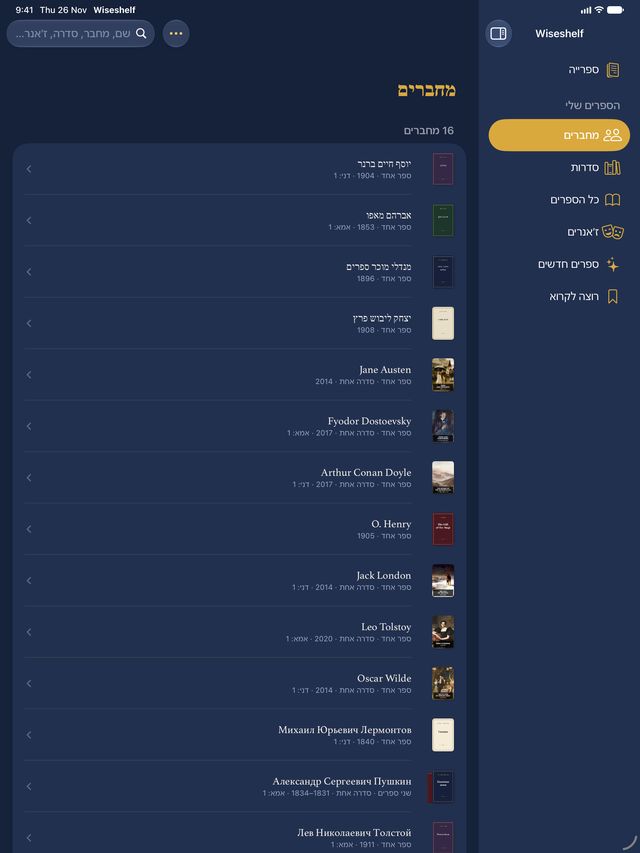 9:41 Thu 26 Nov Wiseshelf
Wiseshelf
שם, מחבר, סדרה, ז'אנר...
ספרייה
הספרים שלי
מחברים
סדרות
כל הספרים
ז'אנרים
ספרים חדשים
רוצה לקרוא
מחברים
16 מחברים
יוסף חיים ברנר
ספר אחד · 1904 · דני: 1
אברהם מאפו
ספר אחד · 1853 · אמא: 1
מנדלי מוכר ספרים
ספר אחד · 1896
יצחק ליבוש פרץ
ספר אחד · 1908
Jane Austen
ספר אחד · סדרה אחת · 2014
Fyodor Dostoevsky
ספר אחד · סדרה אחת · 2017 · אמא: 1
Arthur Conan Doyle
ספר אחד · סדרה אחת · 2017 · דני: 1
O. Henry
ספר אחד · 1905
The Gift
of the Magi
Jack London
ספר אחד · סדרה אחת · 2014 · דני: 1
Leo Tolstoy
ספר אחד · סדרה אחת · 2020 · אמא: 1
Oscar Wilde
ספר אחד · סדרה אחת · 2014 · דני: 1
Михаил Юрьевич Лермонтов
ספר אחד · 1840 · דני: 1
Александр Сергеевич Пушкин
שני ספרים · 1831–1834 · אמא: 1
Лев Николаевич Толстой
ספר אחד · 1911 · דני: 1